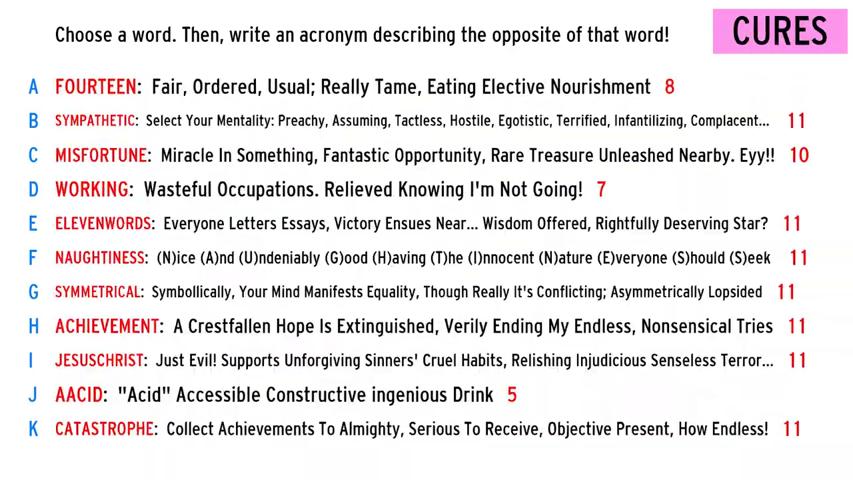 Choose a word. Then, write an acronym describing the opposite of that word!
CURES
A FOURTEEN: Fair, Ordered, Usual; Really Tame, Eating Elective Nourishment 8
B SYMPATHETIC: Select Your Mentality: Preachy, Assuming, Tactless, Hostile, Egotistic, Terrified, Infantilizing, Complacent... 11
C MISFORTUNE: Miracle In Something, Fantastic Opportunity, Rare Treasure Unleashed Nearby. Eyy!! 10
D WORKING: Wasteful Occupations. Relieved Knowing I'm Not Going! 7
E ELEVENWORDS: Everyone Letters Essays, Victory Ensues Near... Wisdom Offered, Rightfully Deserving Star? 11
F NAUGHTINESS: (N)ice (A)nd (U)ndeniably (G)ood (H)aving (T)he (I)nnocent (N)ature (E)veryone (S)hould (S)eek 11
G SYMMETRICAL: Symbollically, Your Mind Manifests Equality, Though Really It's Conflicting; Asymmetrically Lopsided 11
H ACHIEVEMENT: A Crestfallen Hope Is Extinguished, Verily Ending My Endless, Nonsensical Tries 11
I JESUSCHRIST: Just Evil! Supports Unforgiving Sinners' Cruel Habits, Relishing Injudicious Senseless Terror... 11
J AACID: "Acid" Accessible Constructive ingenious Drink 5
K CATASTROPHE: Collect Achievements To Almighty, Serious To Receive, Objective Present, How Endless! 11